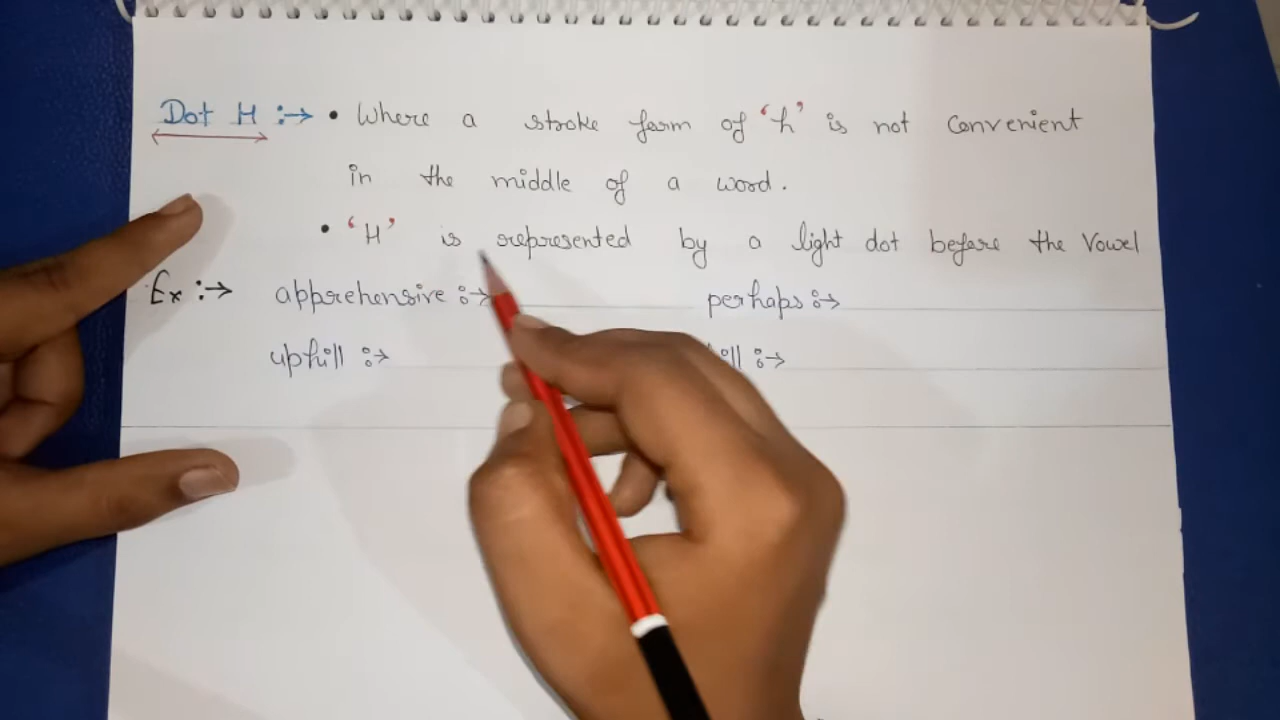 Dot H :→ • Where a stroke form of 'h' is not convenient
in the middle of a word.
• 'H' is represented by a light dot before the vowel
Ex :→ apprehensive :→ perhaps :→
uphill :→ :→